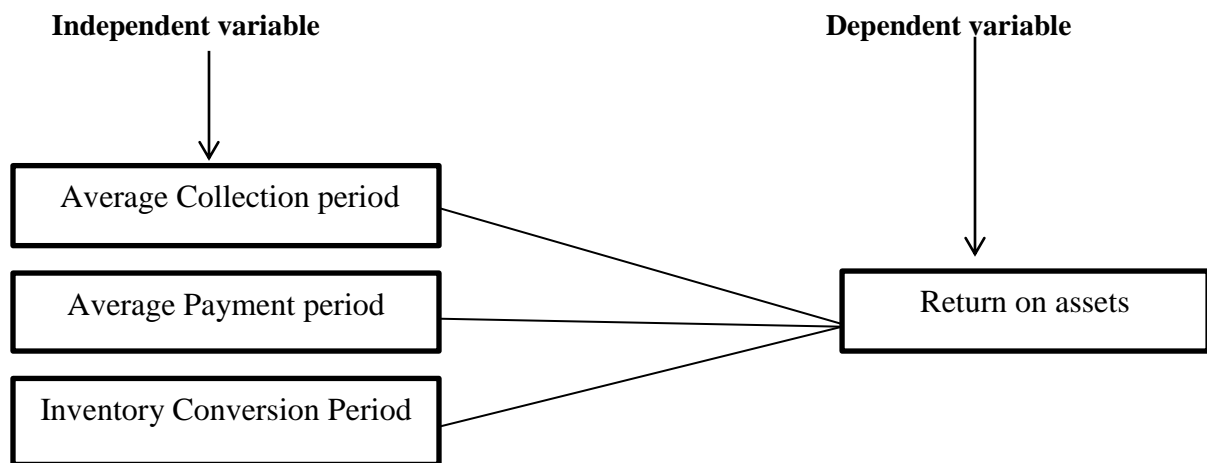 Independent variable
Dependent variable
Average Collection period
Average Payment period
Return on assets
Inventory Conversion Period